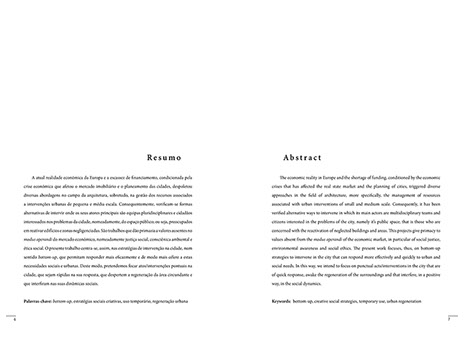 Resumo
A atual realidade económica da Europa e a escassez de financiamento, condicionada pela
crise económica que afetou o mercado imobiliário e o planeamento das cidades, despoletou
diversas abordagens no campo da arquitetura, sobretudo, na gestão dos recursos associados
a intervenções urbanas de pequena e média escala. Consequentemente, verificam-se formas
alternativas de intervir onde os seus atores principais são equipas pluridisciplinares e cidadãos
interessados nos problemas da cidade, nomeadamente, do espaço público, ou seja, preocupadas
em reativar edifícios e zonas negligenciadas. São trabalhos que dão primazia a valores ausentes no
modus operandi do mercado económico, nomeadamente justiça social, consciência ambiental e
ética social. O presente trabalho centra-se, assim, nas estratégias de intervenção na cidade, num
sentido bottom-up, que permitam responder mais eficazmente e de modo mais afoito a estas
necessidades sociais e urbanas. Deste modo, pretendemos focar atos/intervenções pontuais na
cidade, que sejam rápidas na sua resposta, que despertem a regeneração da área circundante e
que interfiram nas suas dinâmicas sociais.
Palavras-chave: bottom-up, estratégias sociais criativas, uso temporário, regeneração urbana
6
Abstract
The economic reality in Europe and the shortage of funding, conditioned by the economic
crises that has affected the real state market and the planning of cities, triggered diverse
approaches in the field of architecture, more specifically, the management of resources
associated with urban interventions of small and medium scale. Consequently, it has been
verified alternative ways to intervene in which its main actors are multidisciplinary teams and
citizens interested in the problems of the city, namely it's public space, that is those who are
concerned with the reactivation of neglected buildings and areas. This projects give primacy to
values absent from the modus operandi of the economic market, in particular of social justice,
environmental awareness and social ethics. The present work focuses, thus, on bottom-up
strategies to intervene in the city that can respond more effectively and quickly to urban and
social needs. In this way, we intend to focus on punctual acts/interventions in the city that are
of quick response, awake the regeneration of the surroundings and that interfere, in a positive
way, in the social dynamics.
Keywords: bottom-up, creative social strategies, temporary use, urban regeneration
7